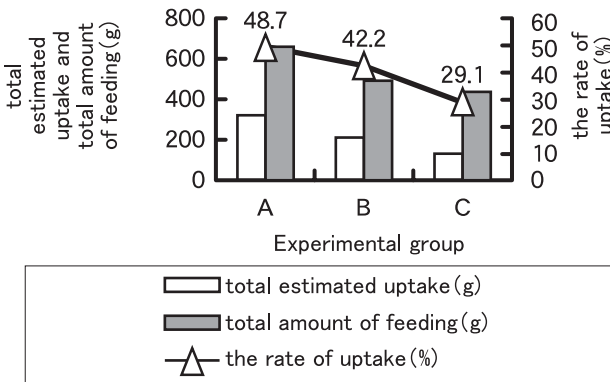 total
estimated
uptake and
total amount
of feeding(g)
800
600
400
200
0
48.7
42.2
29.1
60
50
40
30
20
10
0
the rate of
uptake(%)
A B C
Experimental group
total estimated uptake(g)
total amount of feeding(g)
the rate of uptake(%)